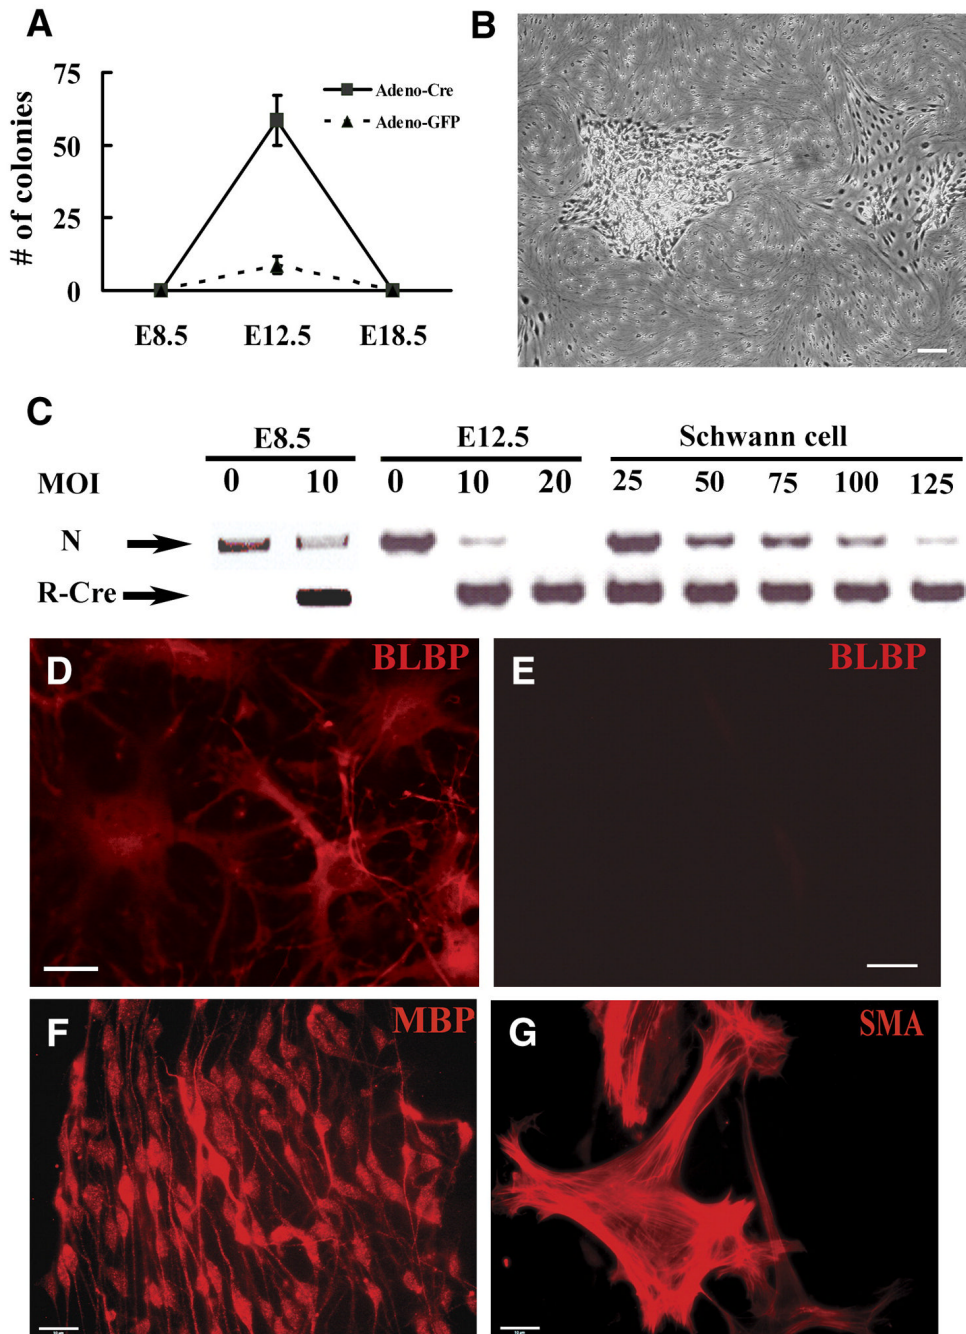 A
75
50
25
0
# of colonies
Adeno-Cre
Adeno-GFP
E8.5 E12.5 E18.5
B
C
E8.5 E12.5 Schwann cell
MOI 0 10 0 10 20 25 50 75 100 125
N
R-Cre
D BLBP
E BLBP
F MBP
G SMA